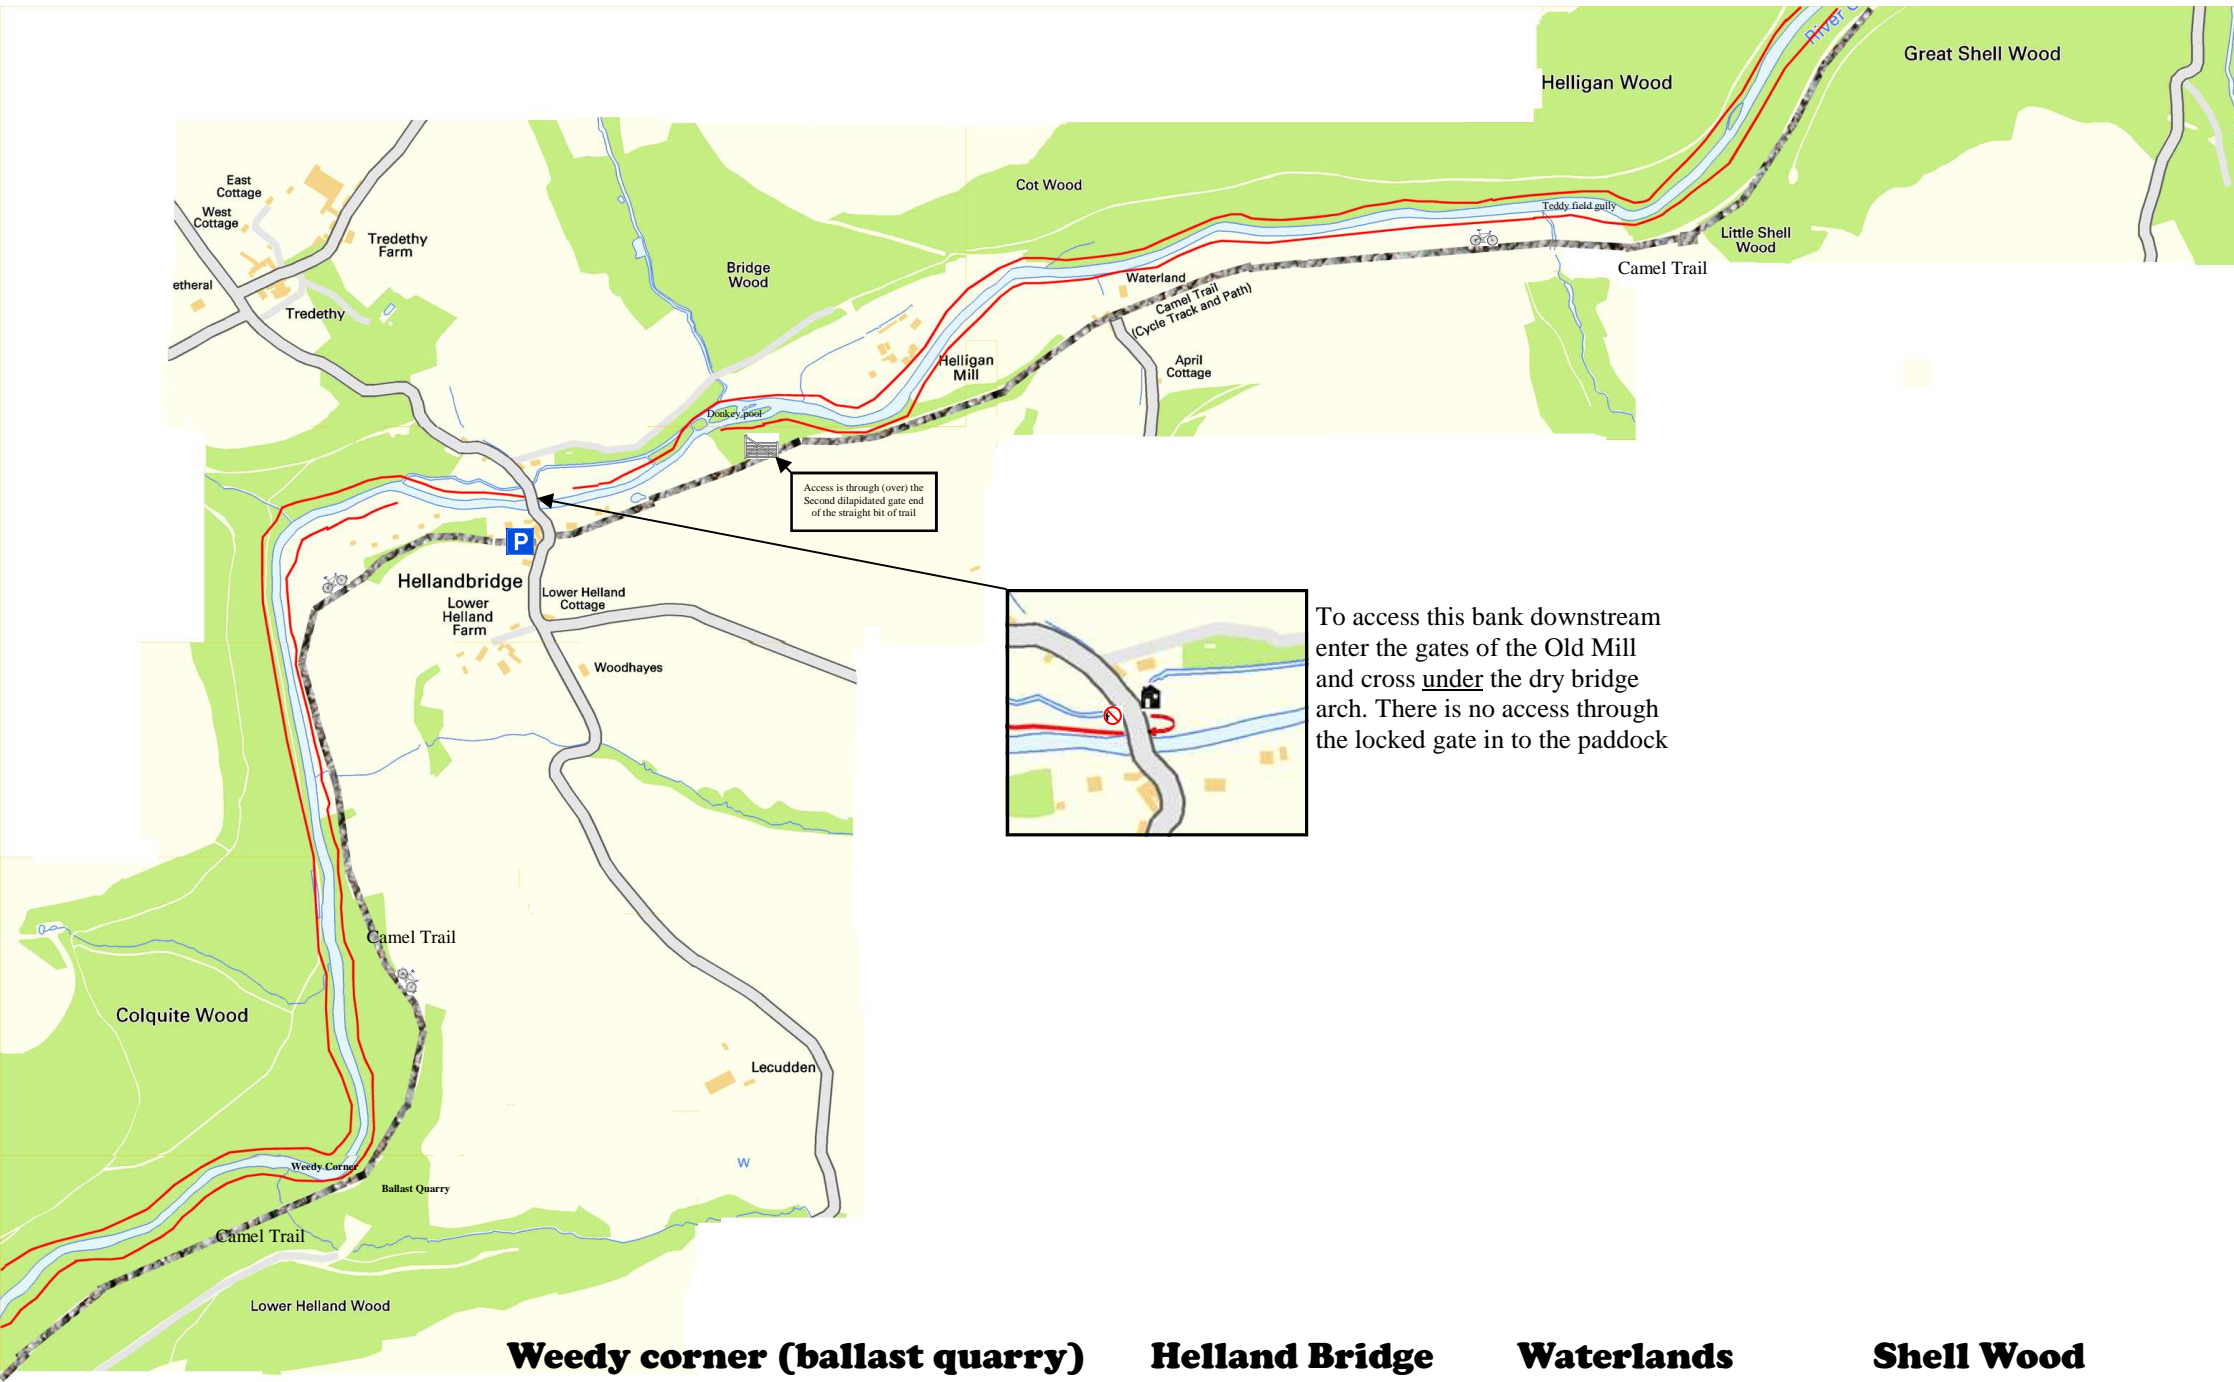 River
Great Shell Wood
Helligan Wood
East
Cottage
West
Cottage
Cot Wood
Teddy field gully
Little Shell
Wood
Tredethy
Farm
Camel Trail
Bridge
Wood
Waterland
etheral
Camel Trail
(Cycle Track and Path)
Tredethy
Helligan
Mill
April
Cottage
Donkey pool
Access is through (over) the
Second dilapidated gate end
of the straight bit of trail
P
Hellandbridge
Lower Helland
Cottage
Lower
Helland
Farm
Woodhayes
To access this bank downstream
enter the gates of the Old Mill
and cross under the dry bridge
arch. There is no access through
the locked gate in to the paddock
Camel Trail
Colquite Wood
Lecudden
W
Weedy Corner
Ballast Quarry
Camel Trail
Lower Helland Wood
Weedy corner (ballast quarry) Helland Bridge Waterlands Shell Wood